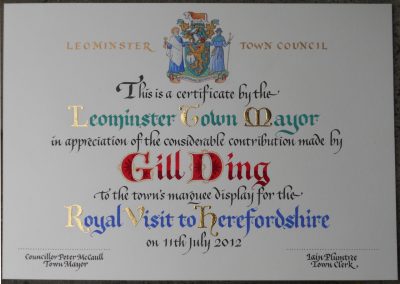 LEOMINSTER TOWN COUNCIL
This is a certificate by the
Leominster Town Mayor
in appreciation of the considerable contribution made by
Gill Ding
to the town's marquee display for the
Royal Visit to Herefordshire
on 11th July 2012
Councillor Peter McCaull Iain Plumtree
Town Mayor Town Clerk